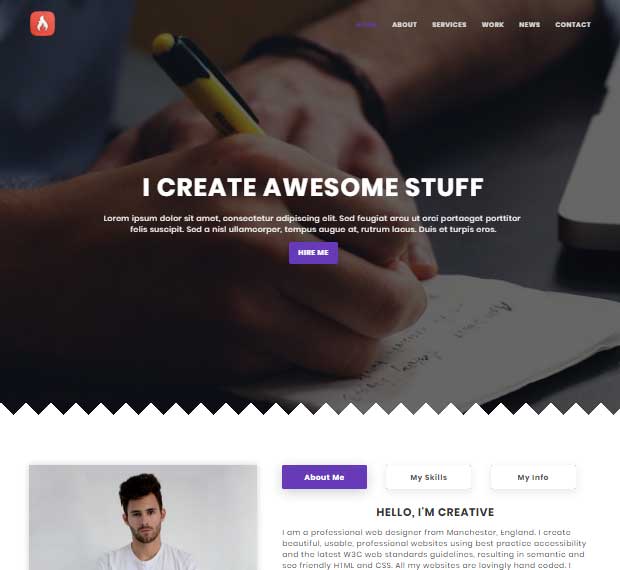 HOME ABOUT SERVICES WORK NEWS CONTACT
I CREATE AWESOME STUFF
Lorem ipsum dolor sit amet, consectetur adipiscing elit. Sed feugiat arcu ut orci portaeget porttitor
felis suscipit. Sed a nisl ullamcorper, tempus augue at, rutrum lacus. Duis et turpis eros.
HIRE ME
About Me My Skills My Info
HELLO, I'M CREATIVE
I am a professional web designer from Manchester, England. I create
beautiful, usable, professional websites using best practice accessibility
and the latest W3C web standards guidelines, resulting in semantic and
seo friendly HTML and CSS. All my websites are lovingly hand coded. I